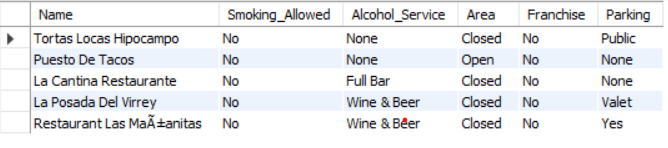 Name Smoking_Allowed Alcohol_Service Area Franchise Parking
Tortas Locas Hipocampo No None Closed No Public
Puesto De Tacos No None Open No None
La Cantina Restaurante No Full Bar Closed No None
La Posada Del Virrey No Wine & Beer Closed No Valet
Restaurant Las MaÃ±anitas No Wine & Beer Closed No Yes